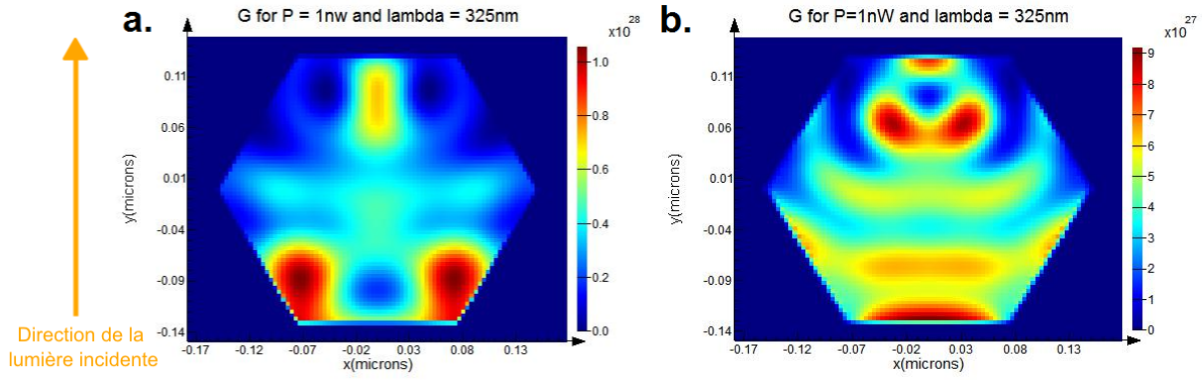 a.
G for P = 1nw and lambda = 325nm
x10²⁸
0.11
0.06
0.01
-0.04
-0.09
-0.14
y(microns)
-0.17 -0.12 -0.07 -0.02 0.03 0.08 0.13
x(microns)
1.0
0.8
0.6
0.4
0.2
0.0
b.
G for P=1nW and lambda = 325nm
x10²⁷
0.11
0.06
0.01
-0.04
-0.09
-0.14
y(microns)
-0.17 -0.12 -0.07 -0.02 0.03 0.08 0.13
x(microns)
9
8
7
6
5
4
3
2
1
0
Direction de la
lumière incidente